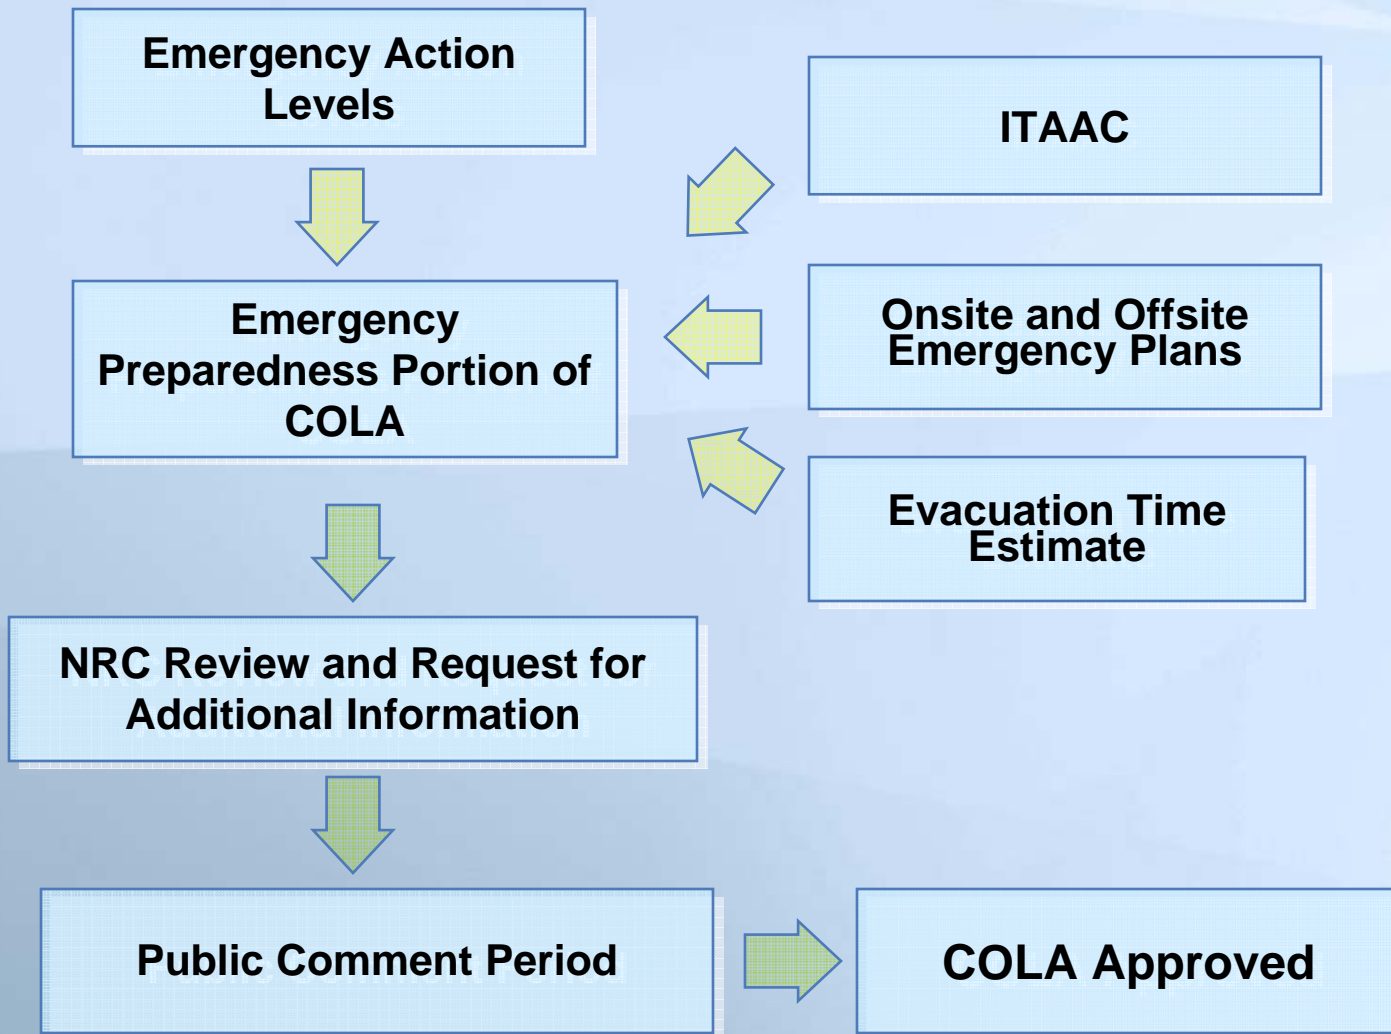 Emergency Action
Levels
ITAAC
Emergency
Preparedness Portion of
COLA
Onsite and Offsite
Emergency Plans
Evacuation Time
Estimate
NRC Review and Request for
Additional Information
Public Comment Period
COLA Approved